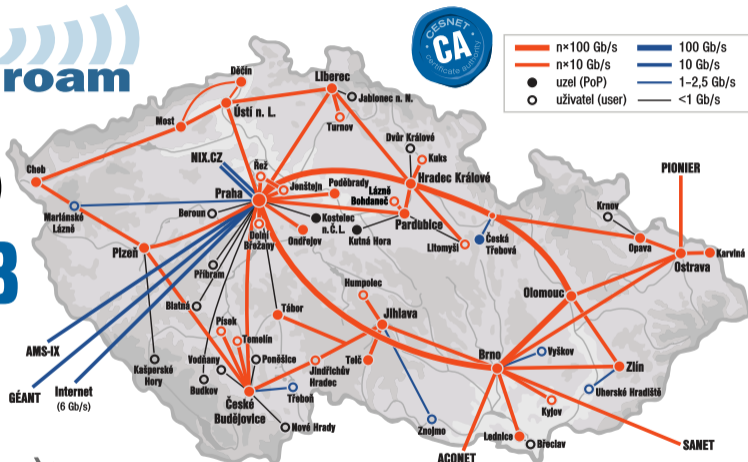 roam
CESNET
CA
certificate authority
n×100 Gb/s
100 Gb/s
n×10 Gb/s
10 Gb/s
uzel (PoP)
1–2,5 Gb/s
uživatel (user)
<1 Gb/s
Děčín
Liberec
Jablonec n. N.
Ústí n. L.
Most
Turnov
Dvůr Králové
NIX.CZ
Řež
Kuks
PIONIER
Cheb
Jenštejn
Poděbrady
Hradec Králové
Praha
Lázně
Bohdaneč
Mariánské
Lázně
Beroun
Kostelec
n.Č.L.
Pardubice
Krnov
Dolní
Břežany
Ondřejov
Kutná Hora
Litomyšl
Česká
Třebová
Opava
Plzeň
Ostrava
Karviná
Příbram
Humpolec
Olomouc
Blatná
Tábor
Jihlava
Písek
Temelín
AMS-IX
Vodňany
Poněšice
Telč
Brno
Vyškov
Zlín
Kašperské
Hory
Jindřichův
Hradec
GÉANT
Internet
(6 Gb/s)
Budkov
České
Budějovice
Třeboň
Uherské Hradiště
Kyjov
Nové Hrady
Znojmo
Lednice
Břeclav
SANET
ACONET